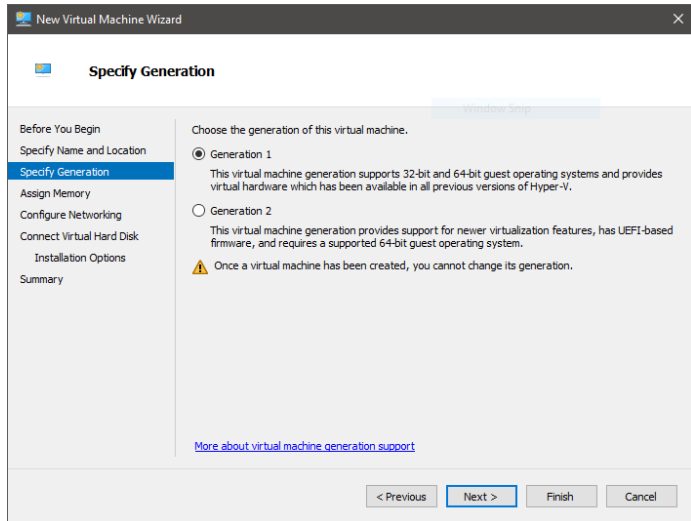 New Virtual Machine Wizard
Specify Generation
Window Snip
Before You Begin
Specify Name and Location
Specify Generation
Assign Memory
Configure Networking
Connect Virtual Hard Disk
Installation Options
Summary
Choose the generation of this virtual machine.
Generation 1
This virtual machine generation supports 32-bit and 64-bit guest operating systems and provides
virtual hardware which has been available in all previous versions of Hyper-V.
Generation 2
This virtual machine generation provides support for newer virtualization features, has UEFI-based
firmware, and requires a supported 64-bit guest operating system.
Once a virtual machine has been created, you cannot change its generation.
More about virtual machine generation support
< Previous
Next >
Finish
Cancel